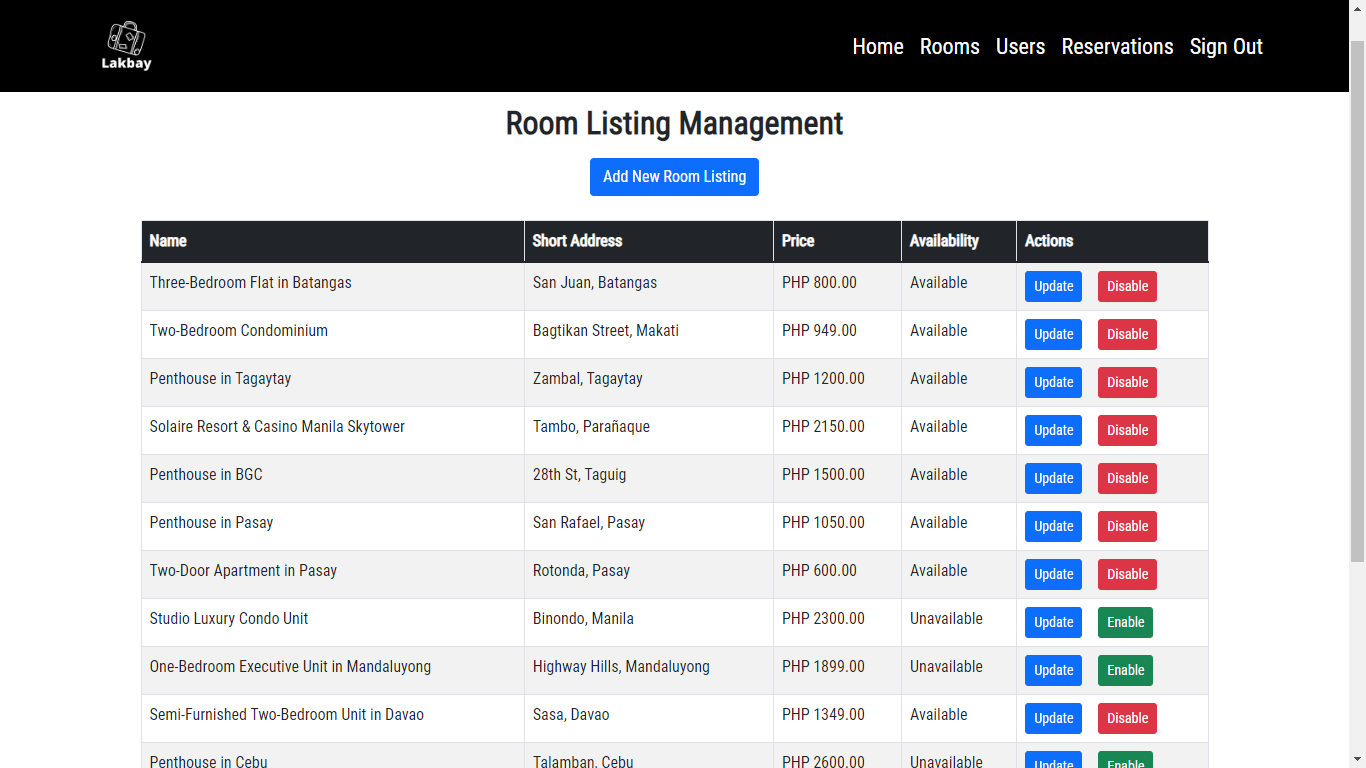 Lakbay
Home Rooms Users Reservations Sign Out
Room Listing Management
Add New Room Listing
Name Short Address Price Availability Actions
Three-Bedroom Flat in Batangas San Juan, Batangas PHP 800.00 Available Update Disable
Two-Bedroom Condominium Bagtikan Street, Makati PHP 949.00 Available Update Disable
Penthouse in Tagaytay Zambal, Tagaytay PHP 1200.00 Available Update Disable
Solaire Resort & Casino Manila Skytower Tambo, Parañaque PHP 2150.00 Available Update Disable
Penthouse in BGC 28th St, Taguig PHP 1500.00 Available Update Disable
Penthouse in Pasay San Rafael, Pasay PHP 1050.00 Available Update Disable
Two-Door Apartment in Pasay Rotonda, Pasay PHP 600.00 Available Update Disable
Studio Luxury Condo Unit Binondo, Manila PHP 2300.00 Unavailable Update Enable
One-Bedroom Executive Unit in Mandaluyong Highway Hills, Mandaluyong PHP 1899.00 Unavailable Update Enable
Semi-Furnished Two-Bedroom Unit in Davao Sasa, Davao PHP 1349.00 Available Update Disable
Penthouse in Cebu Talamban, Cebu PHP 2600.00 Unavailable Update Enable